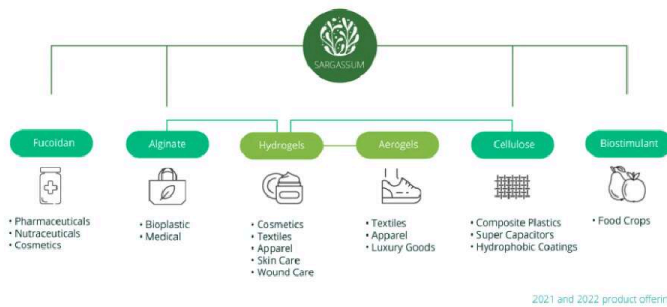 SARGASSUM
Fucoidan
• Pharmaceuticals
• Nutraceuticals
• Cosmetics
Alginate
• Bioplastic
• Medical
Hydrogels
• Cosmetics
• Textiles
• Apparel
• Skin Care
• Wound Care
Aerogels
• Textiles
• Apparel
• Luxury Goods
Cellulose
• Composite Plastics
• Super Capacitors
• Hydrophobic Coatings
Biostimulant
• Food Crops
2021 and 2022 product offerin